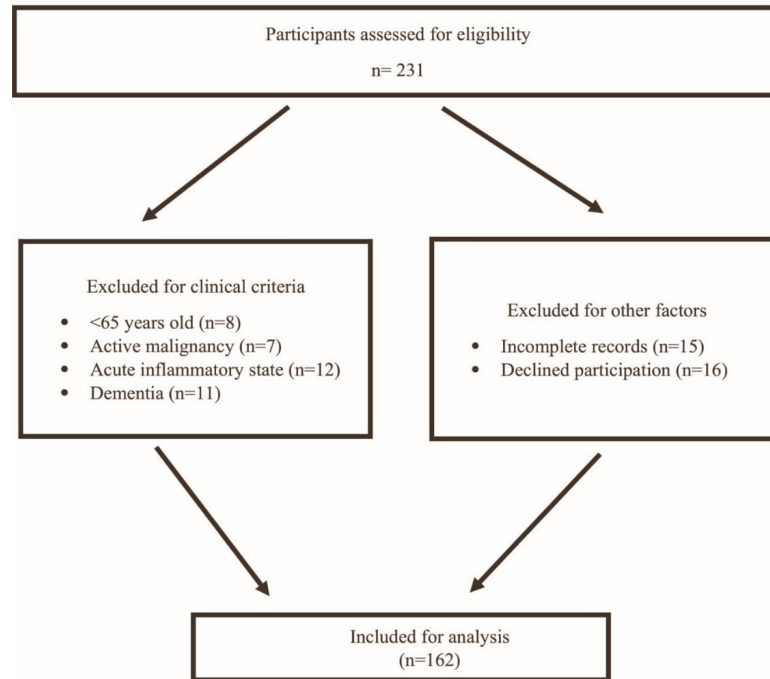 Participants assessed for eligibility
n= 231
Excluded for clinical criteria
• <65 years old (n=8)
• Active malignancy (n=7)
• Acute inflammatory state (n=12)
• Dementia (n=11)
Excluded for other factors
• Incomplete records (n=15)
• Declined participation (n=16)
Included for analysis
(n=162)